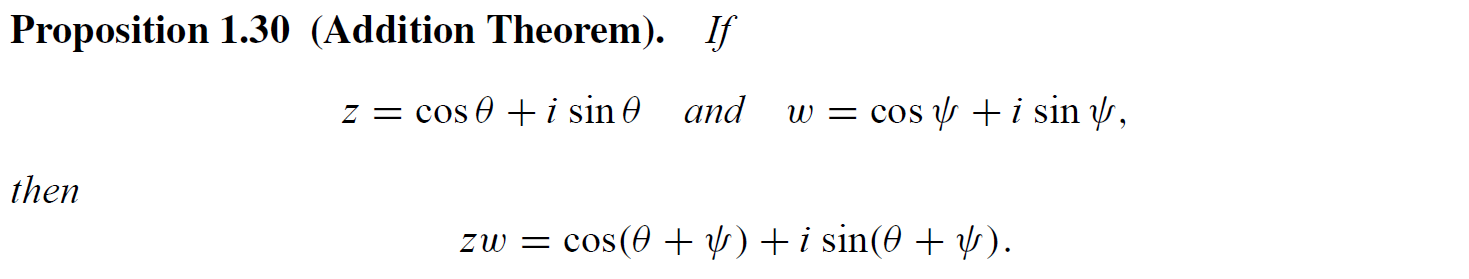 Proposition 1.30 (Addition Theorem). If
z = cos θ + i sin θ and w = cos ψ + i sin ψ,
then
zw = cos(θ + ψ) + i sin(θ + ψ).